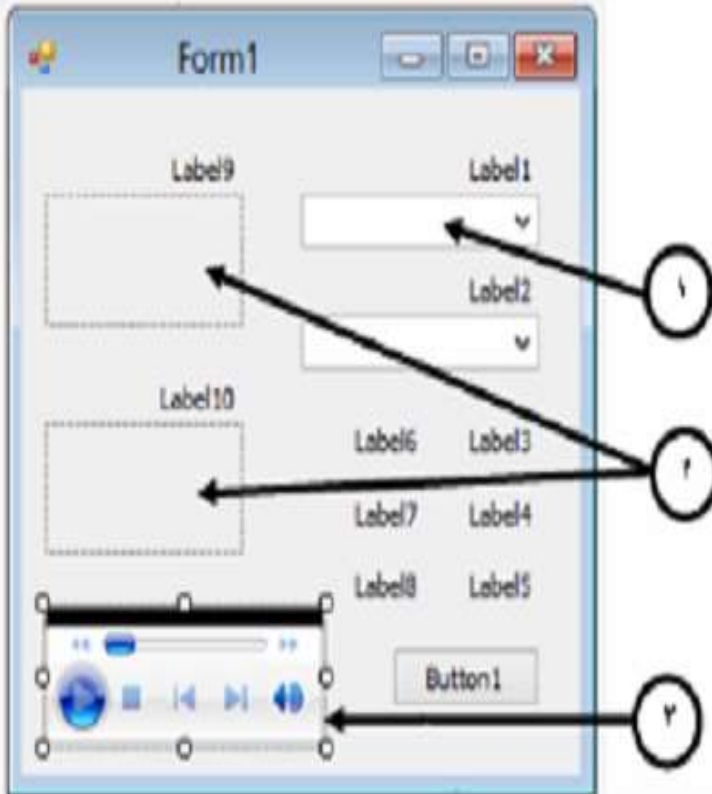 Form1
Label9 Label1
Label2
Label10
Label6 Label3
Label7 Label4
Label8 Label5
Button1
١
٢
٣